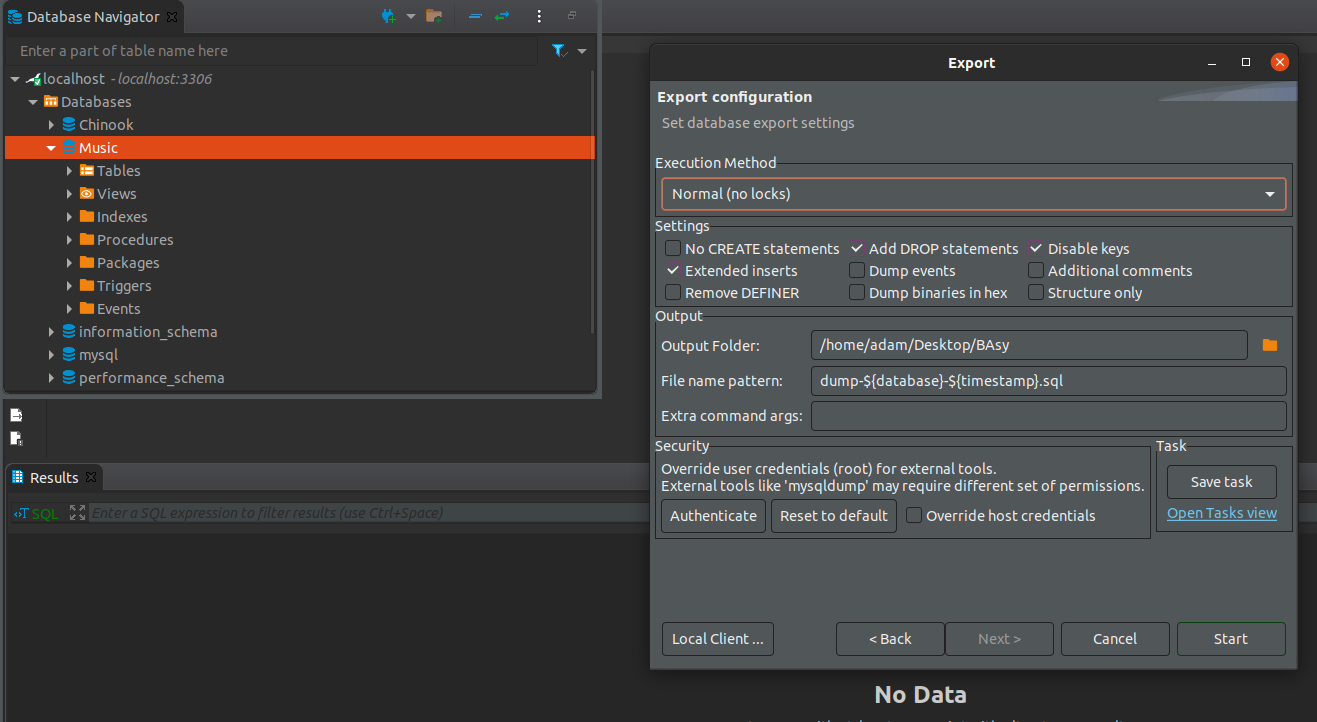 Database Navigator
Enter a part of table name here
localhost - localhost:3306
Databases
Chinook
Music
Tables
Views
Indexes
Procedures
Packages
Triggers
Events
information_schema
mysql
performance_schema
Results
SQL Enter a SQL expression to filter results (use Ctrl+Space)
No Data
Export
Export configuration
Set database export settings
Execution Method
Normal (no locks)
Settings
No CREATE statements Add DROP statements Disable keys
Extended inserts Dump events Additional comments
Remove DEFINER Dump binaries in hex Structure only
Output
Output Folder: /home/adam/Desktop/BAsy
File name pattern: dump-${database}-${timestamp}.sql
Extra command args:
Security
Override user credentials (root) for external tools.
External tools like 'mysqldump' may require different set of permissions.
Authenticate Reset to default Override host credentials
Task
Save task
Open Tasks view
Local Client ... < Back Next > Cancel Start